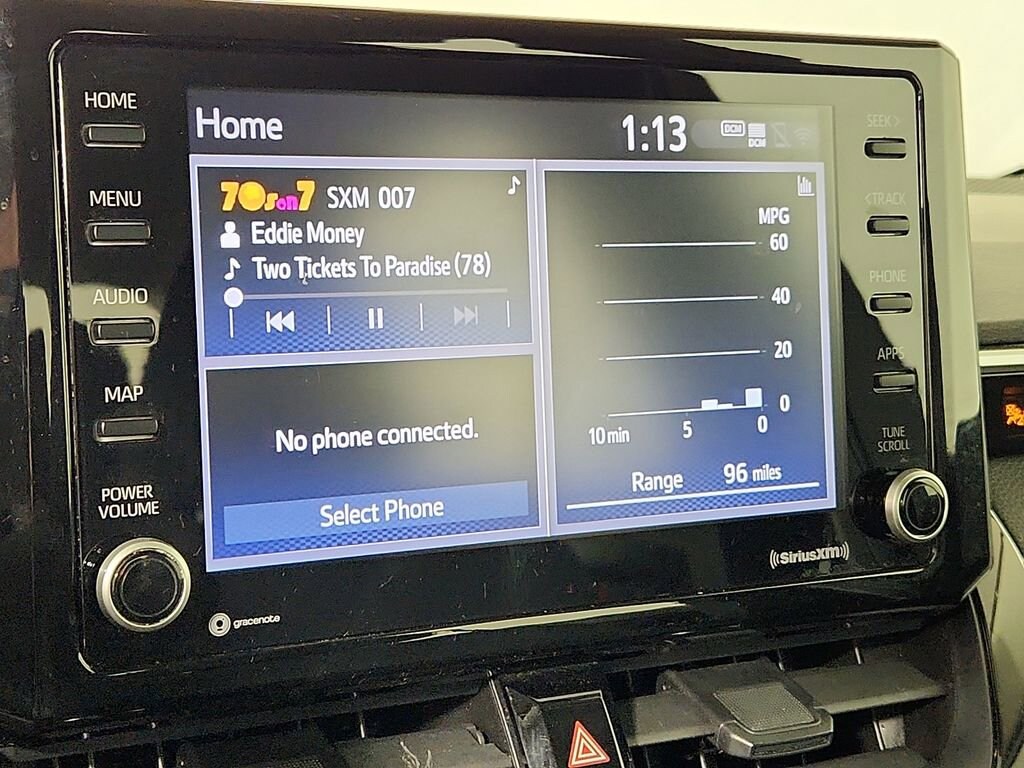 HOME
MENU
AUDIO
MAP
POWER
VOLUME
Home
1:13
DCM
DCM
70s on 7 SXM 007
Eddie Money
Two Tickets To Paradise (78)
No phone connected.
Select Phone
MPG
60
40
20
0
10 min 5 0
Range 96 miles
SEEK >
< TRACK
PHONE
APPS
TUNE
SCROLL
((SiriusXM))
gracenote